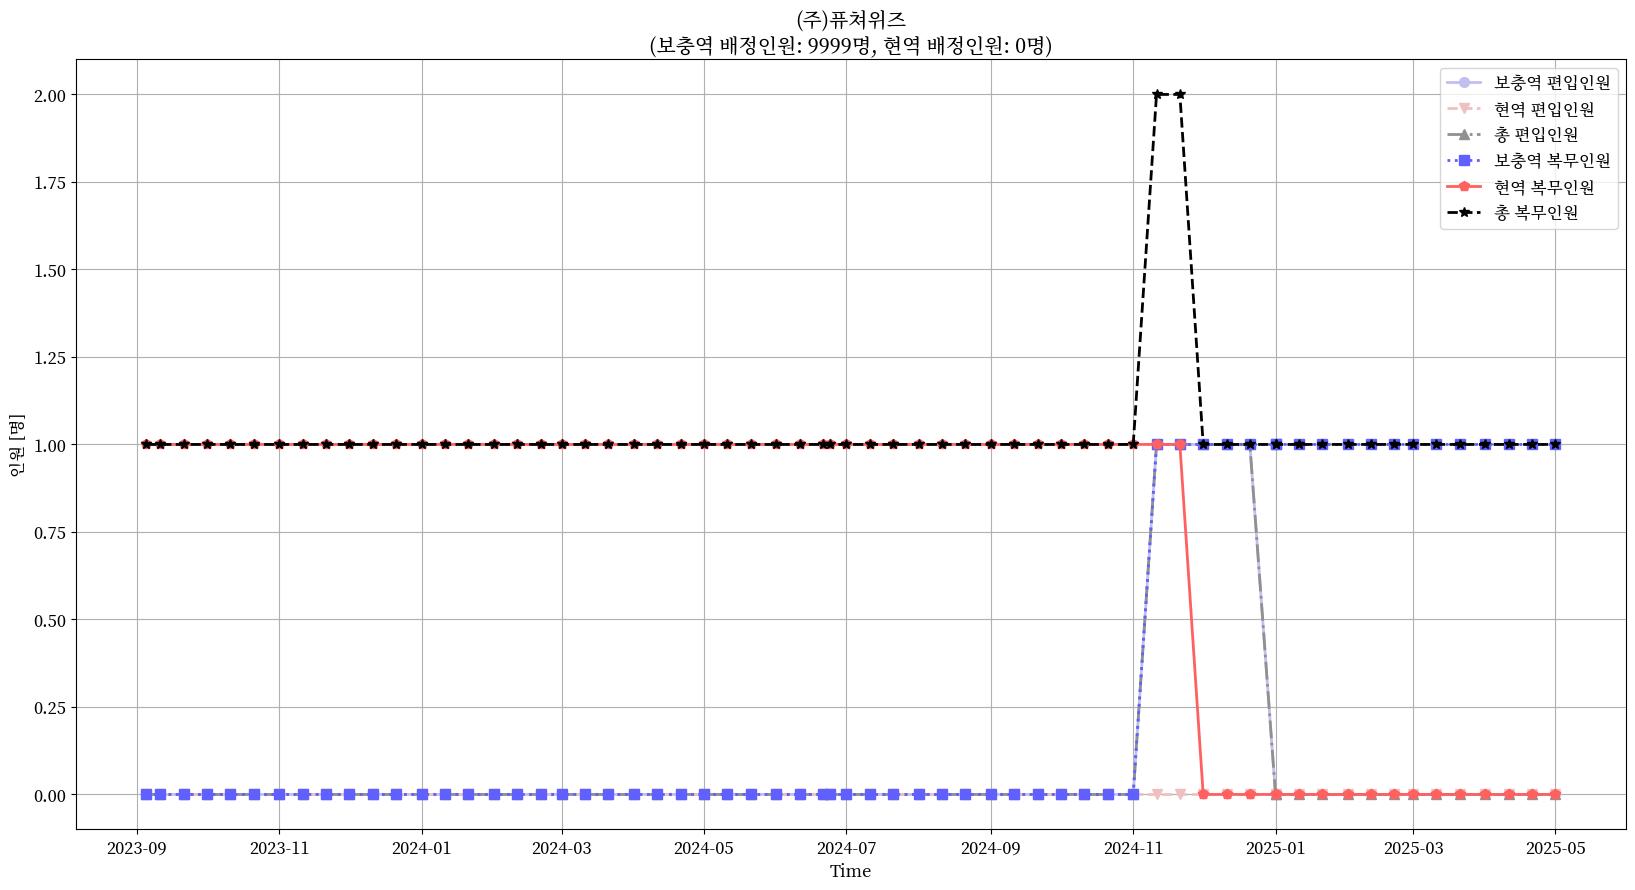 (주)퓨쳐위즈
(보충역 배정인원: 9999명, 현역 배정인원: 0명)
보충역 편입인원
현역 편입인원
총 편입인원
보충역 복무인원
현역 복무인원
총 복무인원
인원 [명]
2.00
1.75
1.50
1.25
1.00
0.75
0.50
0.25
0.00
2023-09 2023-11 2024-01 2024-03 2024-05 2024-07 2024-09 2024-11 2025-01 2025-03 2025-05
Time